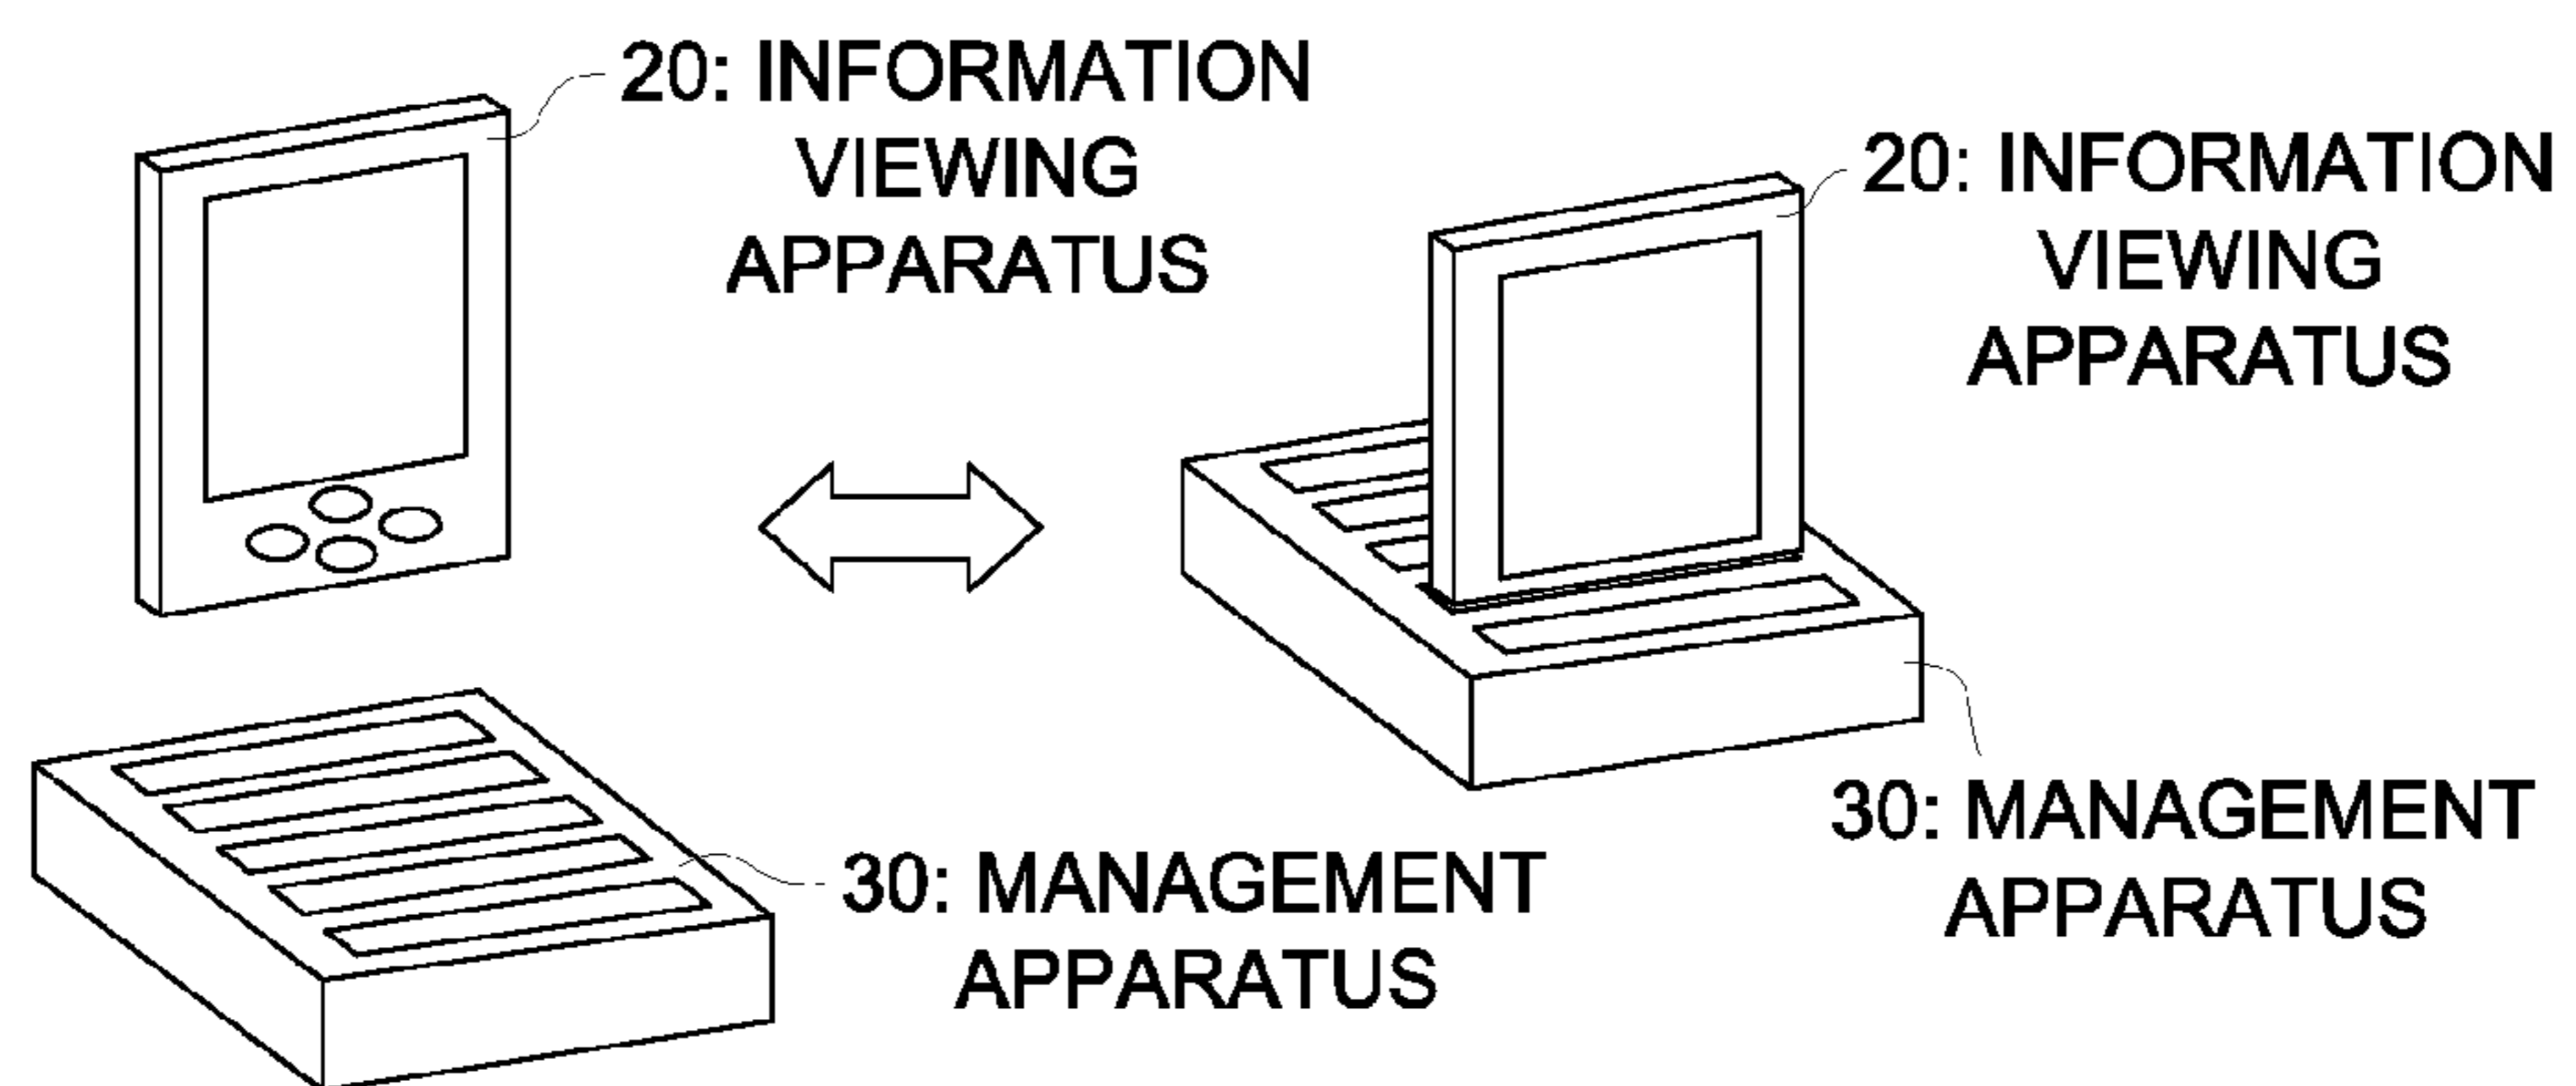 20: INFORMATION
VIEWING
APPARATUS
20: INFORMATION
VIEWING
APPARATUS
30: MANAGEMENT
APPARATUS
30: MANAGEMENT
APPARATUS